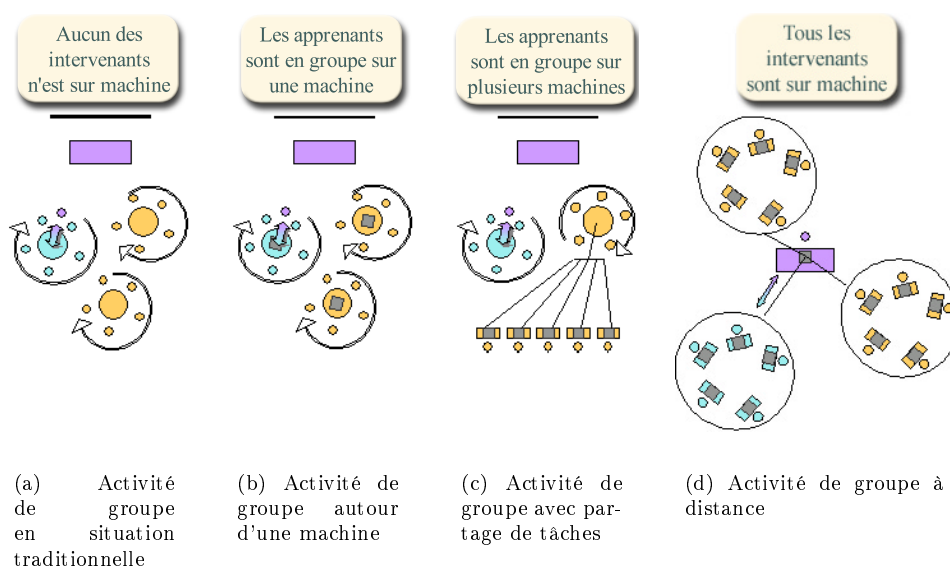 Aucun des
intervenants
n'est sur machine
Les apprenants
sont en groupe sur
une machine
Les apprenants
sont en groupe sur
plusieurs machines
Tous les
intervenants
sont sur machine
(a) Activité
de groupe
en situation
traditionnelle
(b) Activité de
groupe autour
d'une machine
(c) Activité de
groupe avec par-
tage de tâches
(d) Activité de groupe à
distance